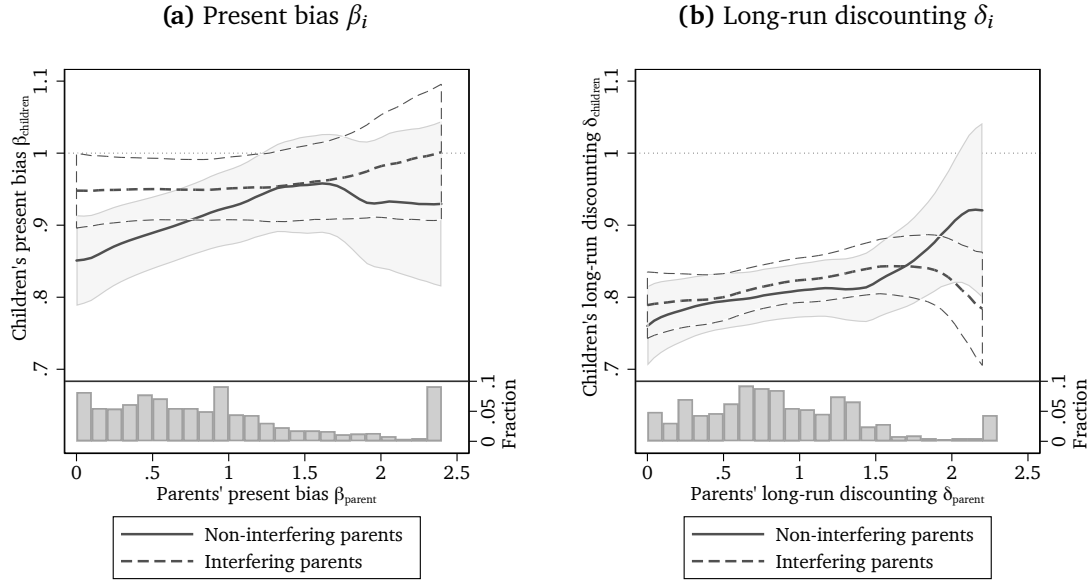 (a) Present bias βi
Children's present bias βchildren
1.1
1
.9
.8
.7
.1
.05
0
Fraction
0 .5 1 1.5 2 2.5
Parents' present bias βparent
Non-interfering parents
Interfering parents
(b) Long-run discounting δi
Children's long-run discounting δchildren
1.1
1
.9
.8
.7
.1
.05
0
Fraction
0 .5 1 1.5 2 2.5
Parents' long-run discounting δparent
Non-interfering parents
Interfering parents